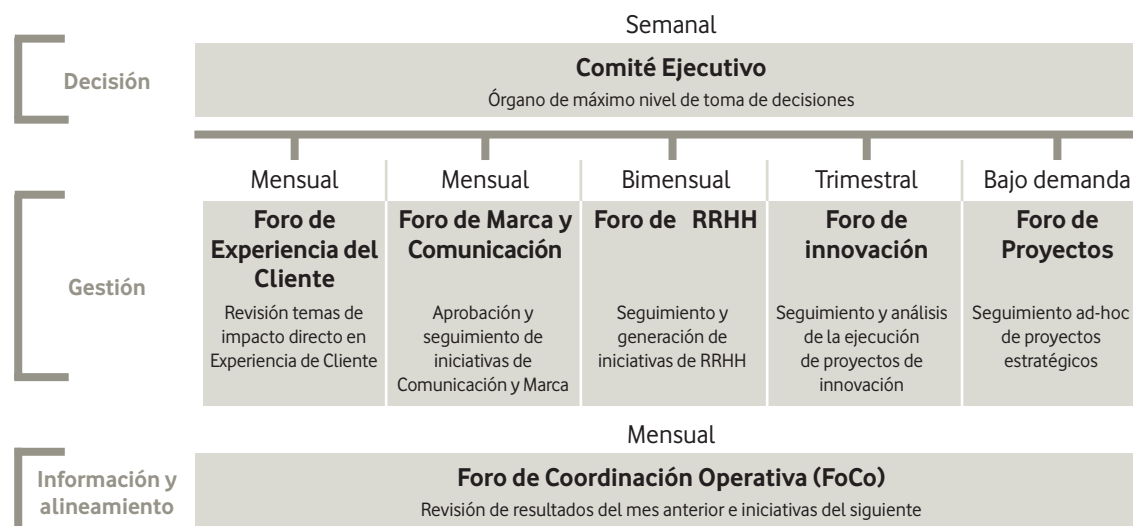 Semanal
Decisión
Comité Ejecutivo
Órgano de máximo nivel de toma de decisiones
Mensual
Mensual
Bimensual
Trimestral
Bajo demanda
Gestión
Foro de
Experiencia del
Cliente
Revisión temas de
impacto directo en
Experiencia de Cliente
Foro de Marca y
Comunicación
Aprobación y
seguimiento de
iniciativas de
Comunicación y Marca
Foro de RRHH
Seguimiento y
generación de
iniciativas de RRHH
Foro de
innovación
Seguimiento y análisis
de la ejecución
de proyectos de
innovación
Foro de
Proyectos
Seguimiento ad-hoc
de proyectos
estratégicos
Mensual
Información y
alineamiento
Foro de Coordinación Operativa (FoCo)
Revisión de resultados del mes anterior e iniciativas del siguiente